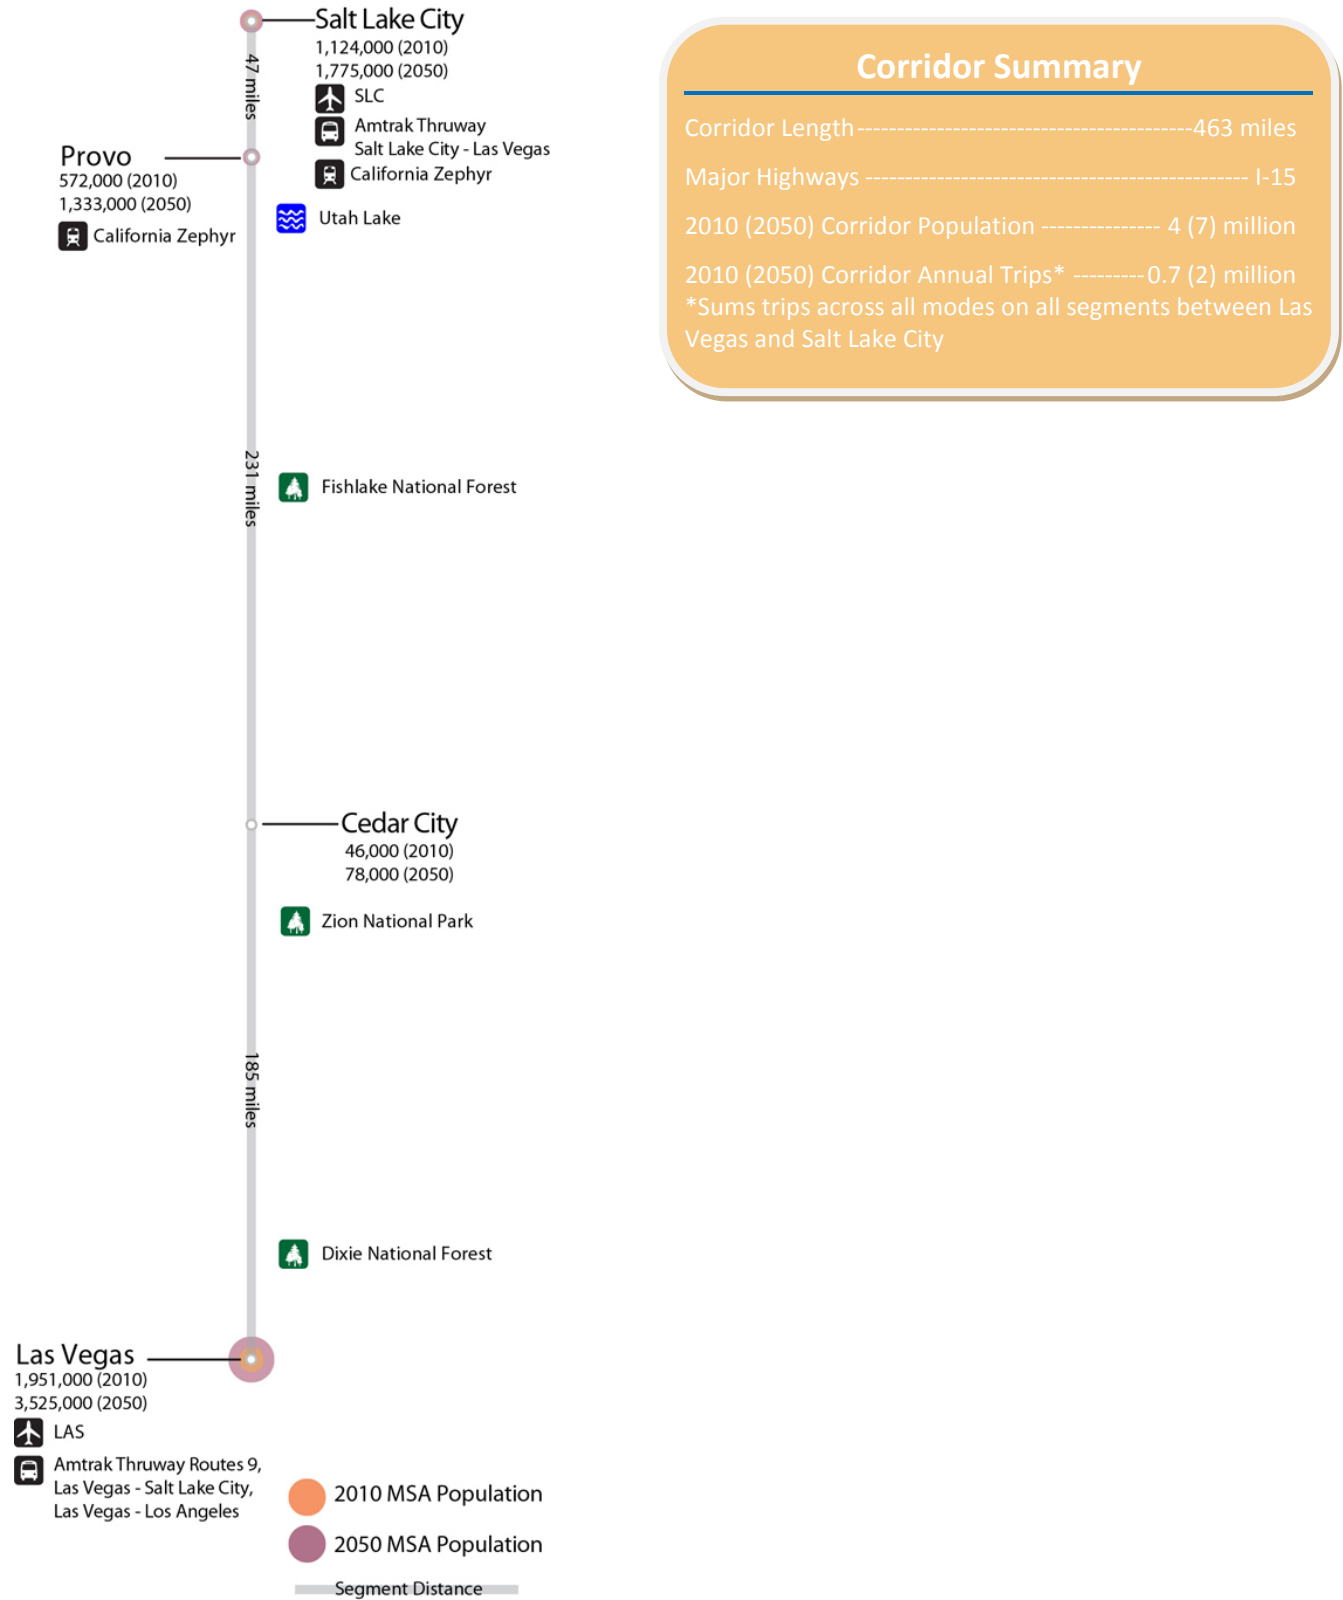 Salt Lake City
1,124,000 (2010)
1,775,000 (2050)
SLC
Amtrak Thruway
Salt Lake City - Las Vegas
California Zephyr
47 miles
Provo
572,000 (2010)
1,333,000 (2050)
California Zephyr
Utah Lake
231 miles
Fishlake National Forest
Cedar City
46,000 (2010)
78,000 (2050)
Zion National Park
185 miles
Dixie National Forest
Las Vegas
1,951,000 (2010)
3,525,000 (2050)
LAS
Amtrak Thruway Routes 9,
Las Vegas - Salt Lake City,
Las Vegas - Los Angeles
2010 MSA Population
2050 MSA Population
Segment Distance
Corridor Summary
Corridor Length------------------------------------------463 miles
Major Highways ------------------------------------------------ I-15
2010 (2050) Corridor Population --------------- 4 (7) million
2010 (2050) Corridor Annual Trips* ---------0.7 (2) million
*Sums trips across all modes on all segments between Las
Vegas and Salt Lake City